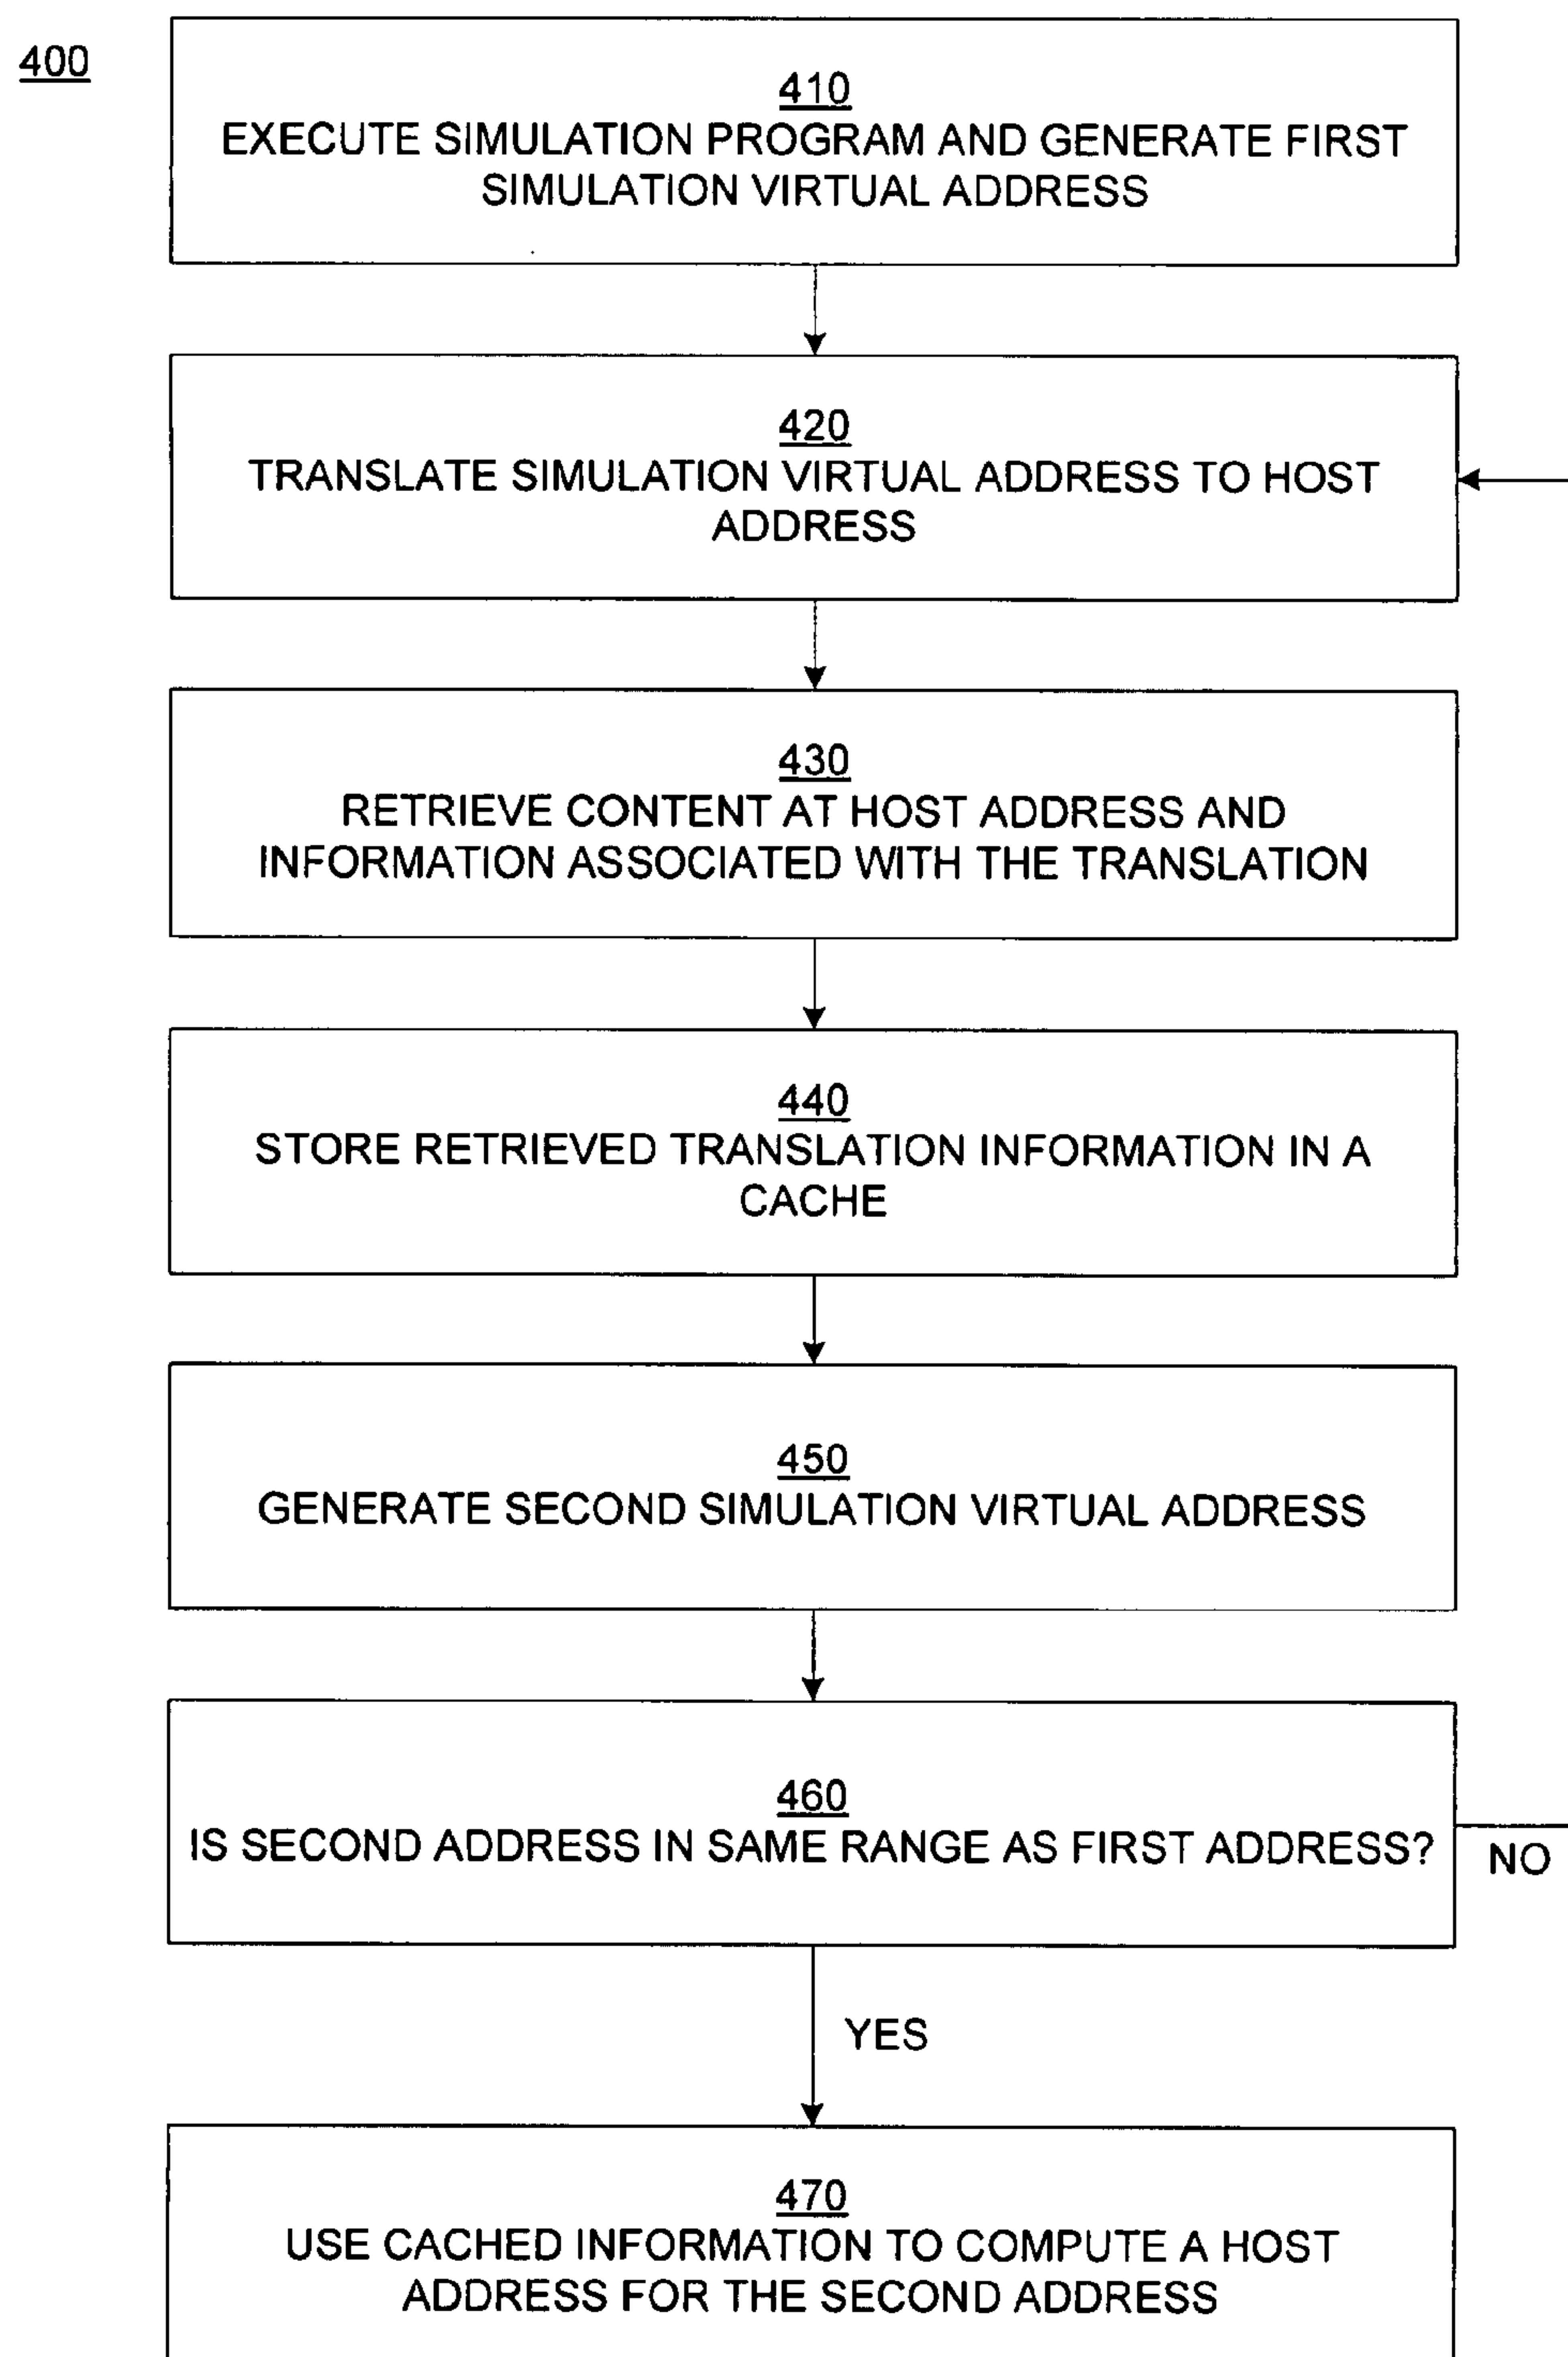 400
410
EXECUTE SIMULATION PROGRAM AND GENERATE FIRST
SIMULATION VIRTUAL ADDRESS
420
TRANSLATE SIMULATION VIRTUAL ADDRESS TO HOST
ADDRESS
430
RETRIEVE CONTENT AT HOST ADDRESS AND
INFORMATION ASSOCIATED WITH THE TRANSLATION
440
STORE RETRIEVED TRANSLATION INFORMATION IN A
CACHE
450
GENERATE SECOND SIMULATION VIRTUAL ADDRESS
460
IS SECOND ADDRESS IN SAME RANGE AS FIRST ADDRESS?
NO
YES
470
USE CACHED INFORMATION TO COMPUTE A HOST
ADDRESS FOR THE SECOND ADDRESS